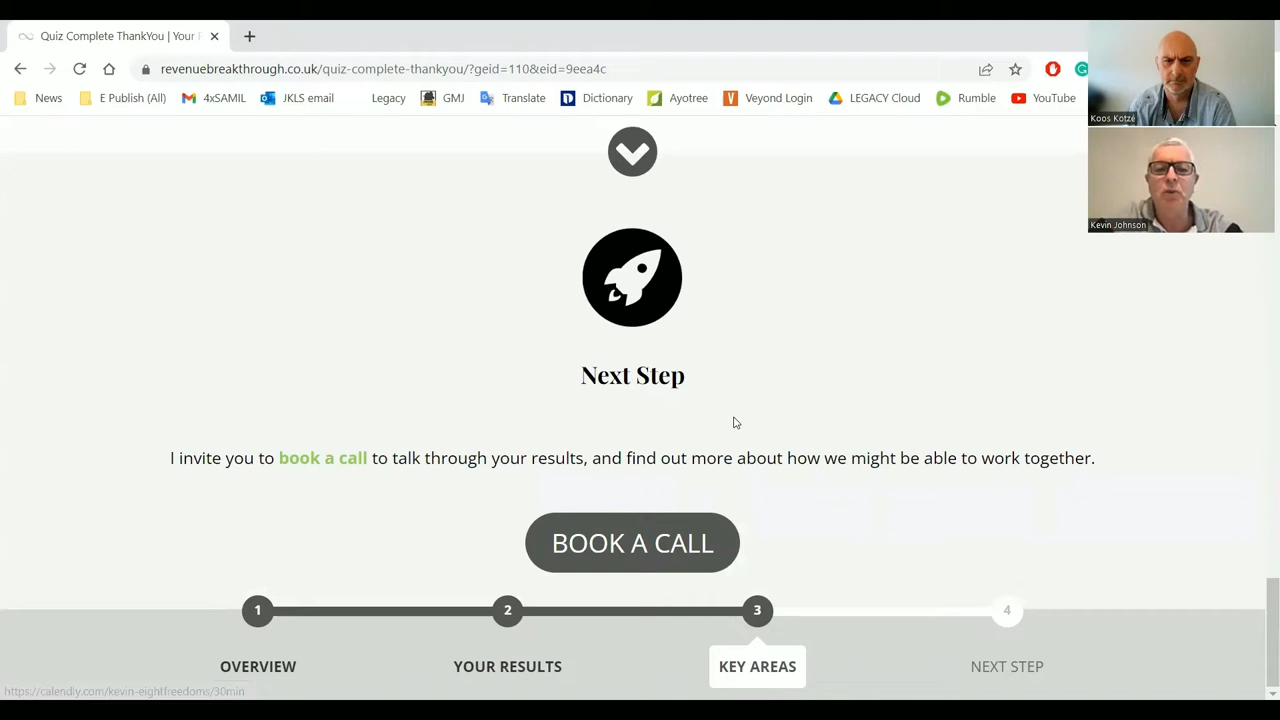 Quiz Complete ThankYou | Your
revenuebreakthrough.co.uk/quiz-complete-thankyou/?geid=110&eid=9eea4c
News E Publish (All) 4xSAMIL JKLS email Legacy GMJ Translate Dictionary Ayotree Veyond Login LEGACY Cloud Rumble YouTube
Koos Kotzé
Kevin Johnson
Next Step
I invite you to book a call to talk through your results, and find out more about how we might be able to work together.
BOOK A CALL
1 2 3 4
OVERVIEW YOUR RESULTS KEY AREAS NEXT STEP
https://calendly.com/kevin-eightfreedoms/30min